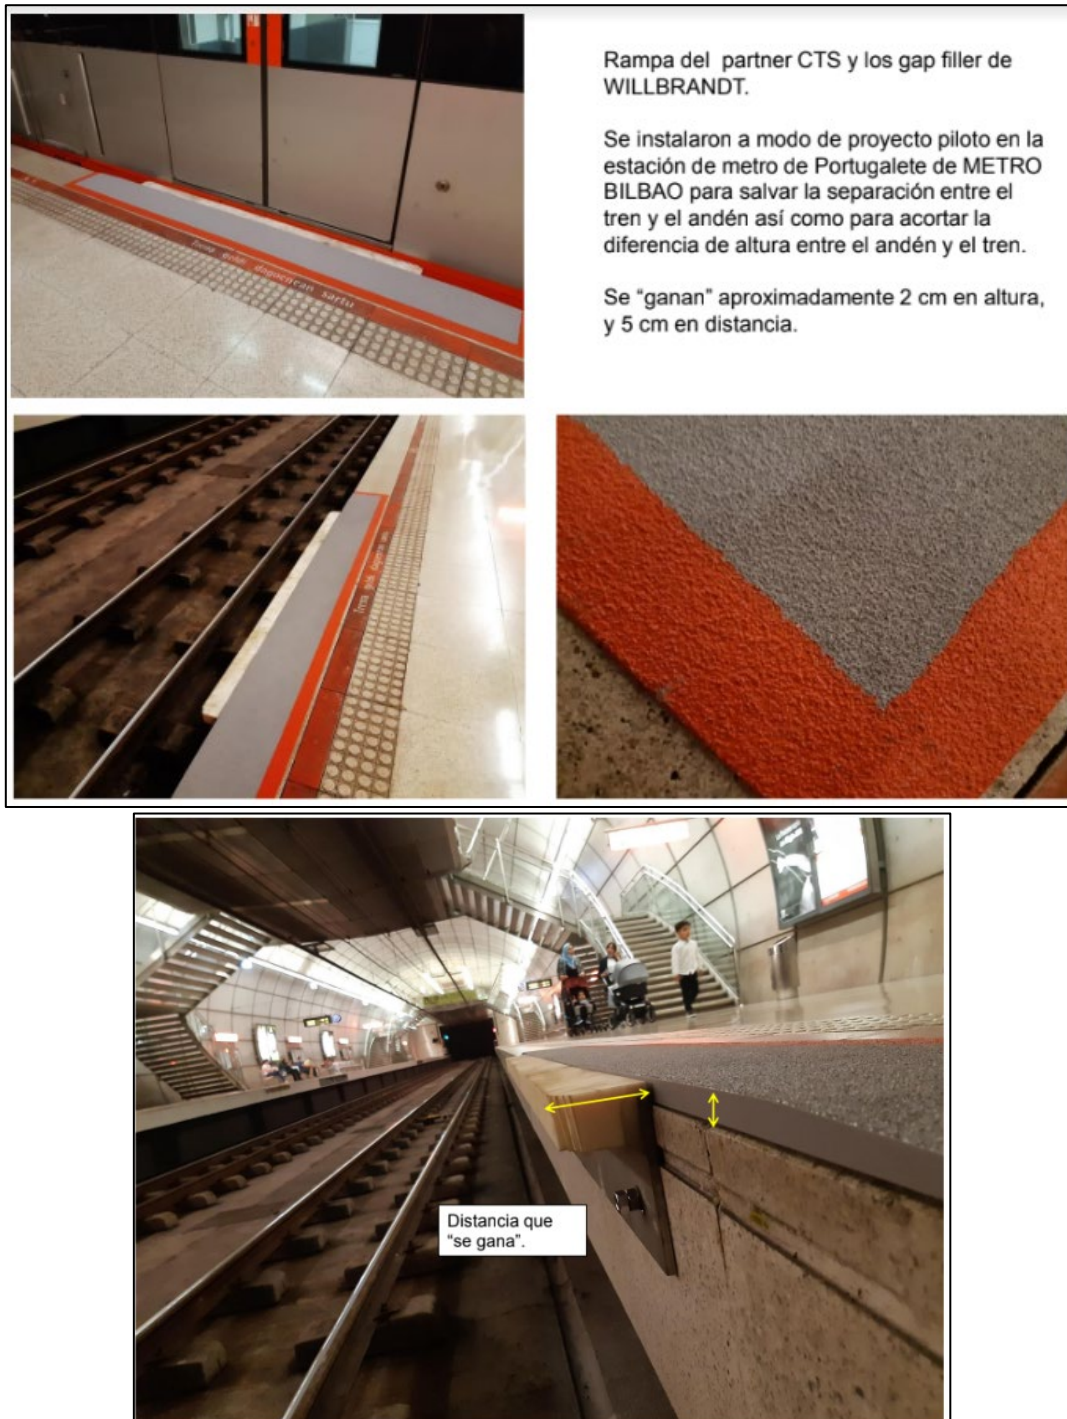 Rampa del  partner CTS y los gap filler de
WILLBRANDT.
Se instalaron a modo de proyecto piloto en la
estación de metro de Portugalete de METRO
BILBAO para salvar la separación entre el
tren y el andén así como para acortar la
diferencia de altura entre el andén y el tren.
Se “ganan” aproximadamente 2 cm en altura,
y 5 cm en distancia.
Distancia que
“se gana”.